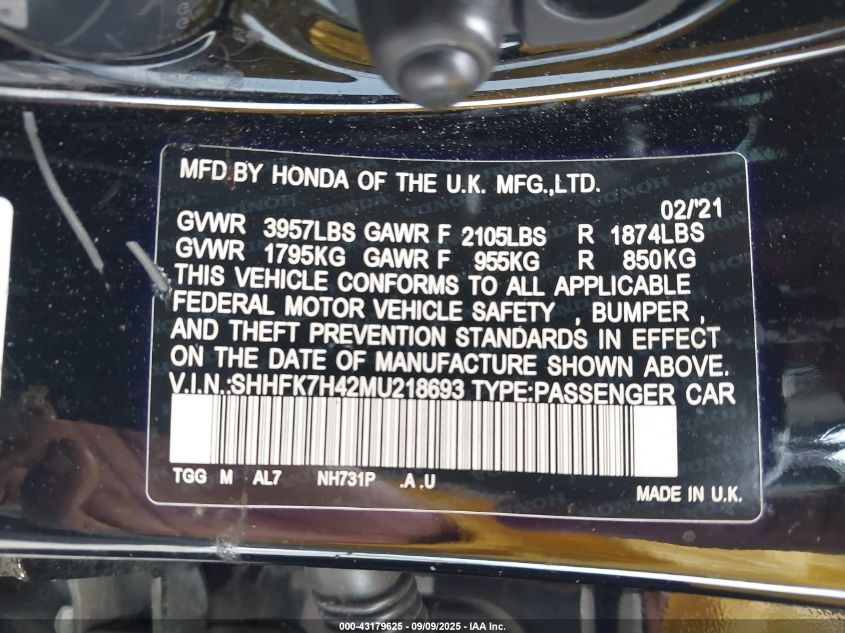 MFD.BY HONDA OF THE U.K. MFG.,LTD.
02/'21
GVWR 3957LBS GAWR F 2105LBS R 1874LBS
GVWR 1795KG GAWR F 955KG R 850KG
THIS VEHICLE CONFORMS TO ALL APPLICABLE
FEDERAL MOTOR VEHICLE SAFETY , BUMPER ,
AND THEFT PREVENTION STANDARDS IN EFFECT
ON THE DATE OF MANUFACTURE SHOWN ABOVE.
V.I.N.:SHHFK7H42MU218693 TYPE:PASSENGER CAR
TGG M AL7 NH731P .A .U
MADE IN U.K.
000-43179625 - 09/09/2025 - IAA Inc.